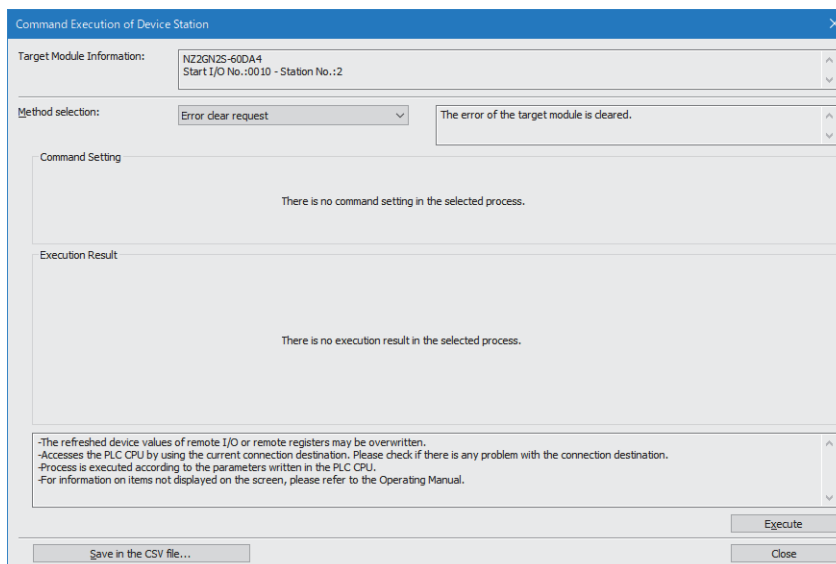 Command Execution of Device Station
Target Module Information:
NZ2GN2S-60DA4
Start I/O No.:0010 - Station No.:2
Method selection:
Error clear request
The error of the target module is cleared.
Command Setting
There is no command setting in the selected process.
Execution Result
There is no execution result in the selected process.
-The refreshed device values of remote I/O or remote registers may be overwritten.
-Accesses the PLC CPU by using the current connection destination. Please check if there is any problem with the connection destination.
-Process is executed according to the parameters written in the PLC CPU.
-For information on items not displayed on the screen, please refer to the Operating Manual.
Execute
Save in the CSV file...
Close